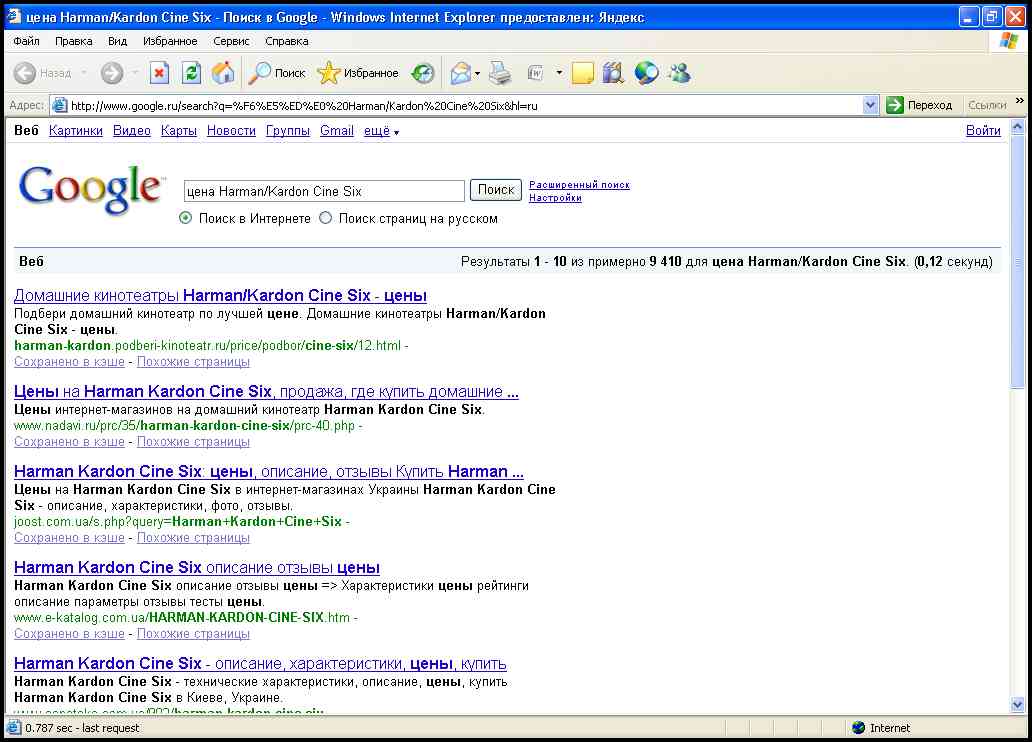 цена Harman/Kardon Cine Six - Поиск в Google - Windows Internet Explorer предоставлен: Яндекс
Файл Правка Вид Избранное Сервис Справка
Назад Поиск Избранное
Адрес: http://www.google.ru/search?q=%F6%E5%ED%E0%20Harman/Kardon%20Cine%20Six&hl=ru Переход Ссылки »
Веб Картинки Видео Карты Новости Группы Gmail ещё ▼ Войти
Google™ цена Harman/Kardon Cine Six Поиск Расширенный поиск
Настройки
Поиск в Интернете Поиск страниц на русском
Веб Результаты 1 - 10 из примерно 9 410 для цена Harman/Kardon Cine Six. (0,12 секунд)
Домашние кинотеатры Harman/Kardon Cine Six - цены
Подбери домашний кинотеатр по лучшей цене. Домашние кинотеатры Harman/Kardon
Cine Six - цены.
harman-kardon.podberi-kinoteatr.ru/price/podbor/cine-six/12.html -
Сохранено в кэше - Похожие страницы
Цены на Harman Kardon Cine Six, продажа, где купить домашние ...
Цены интернет-магазинов на домашний кинотеатр Harman Kardon Cine Six.
www.nadavi.ru/prc/35/harman-kardon-cine-six/prc-40.php -
Сохранено в кэше - Похожие страницы
Harman Kardon Cine Six: цены, описание, отзывы Купить Harman ...
Цены на Harman Kardon Cine Six в интернет-магазинах Украины Harman Kardon Cine
Six - описание, характеристики, фото, отзывы.
joost.com.ua/s.php?query=Harman+Kardon+Cine+Six -
Сохранено в кэше - Похожие страницы
Harman Kardon Cine Six описание отзывы цены
Harman Kardon Cine Six описание отзывы цены => Характеристики цены рейтинги
описание параметры отзывы тесты цены.
www.e-katalog.com.ua/HARMAN-KARDON-CINE-SIX.htm -
Сохранено в кэше - Похожие страницы
Harman Kardon Cine Six - описание, характеристики, цены, купить
Harman Kardon Cine Six - технические характеристики, описание, цены, купить
Harman Kardon Cine Six в Киеве, Украине.
0.787 sec - last request Internet